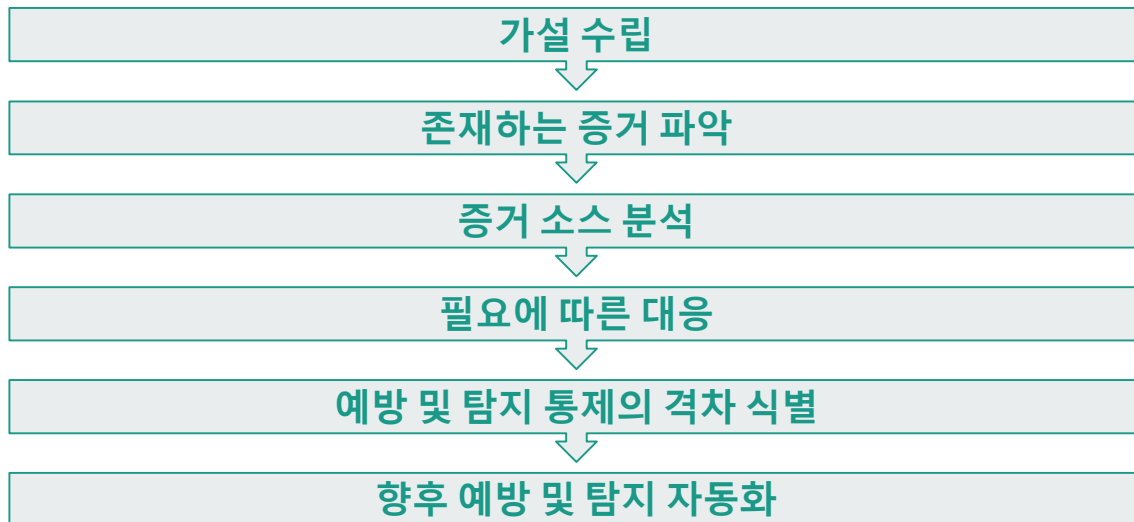 가설 수립
존재하는 증거 파악
증거 소스 분석
필요에 따른 대응
예방 및 탐지 통제의 격차 식별
향후 예방 및 탐지 자동화